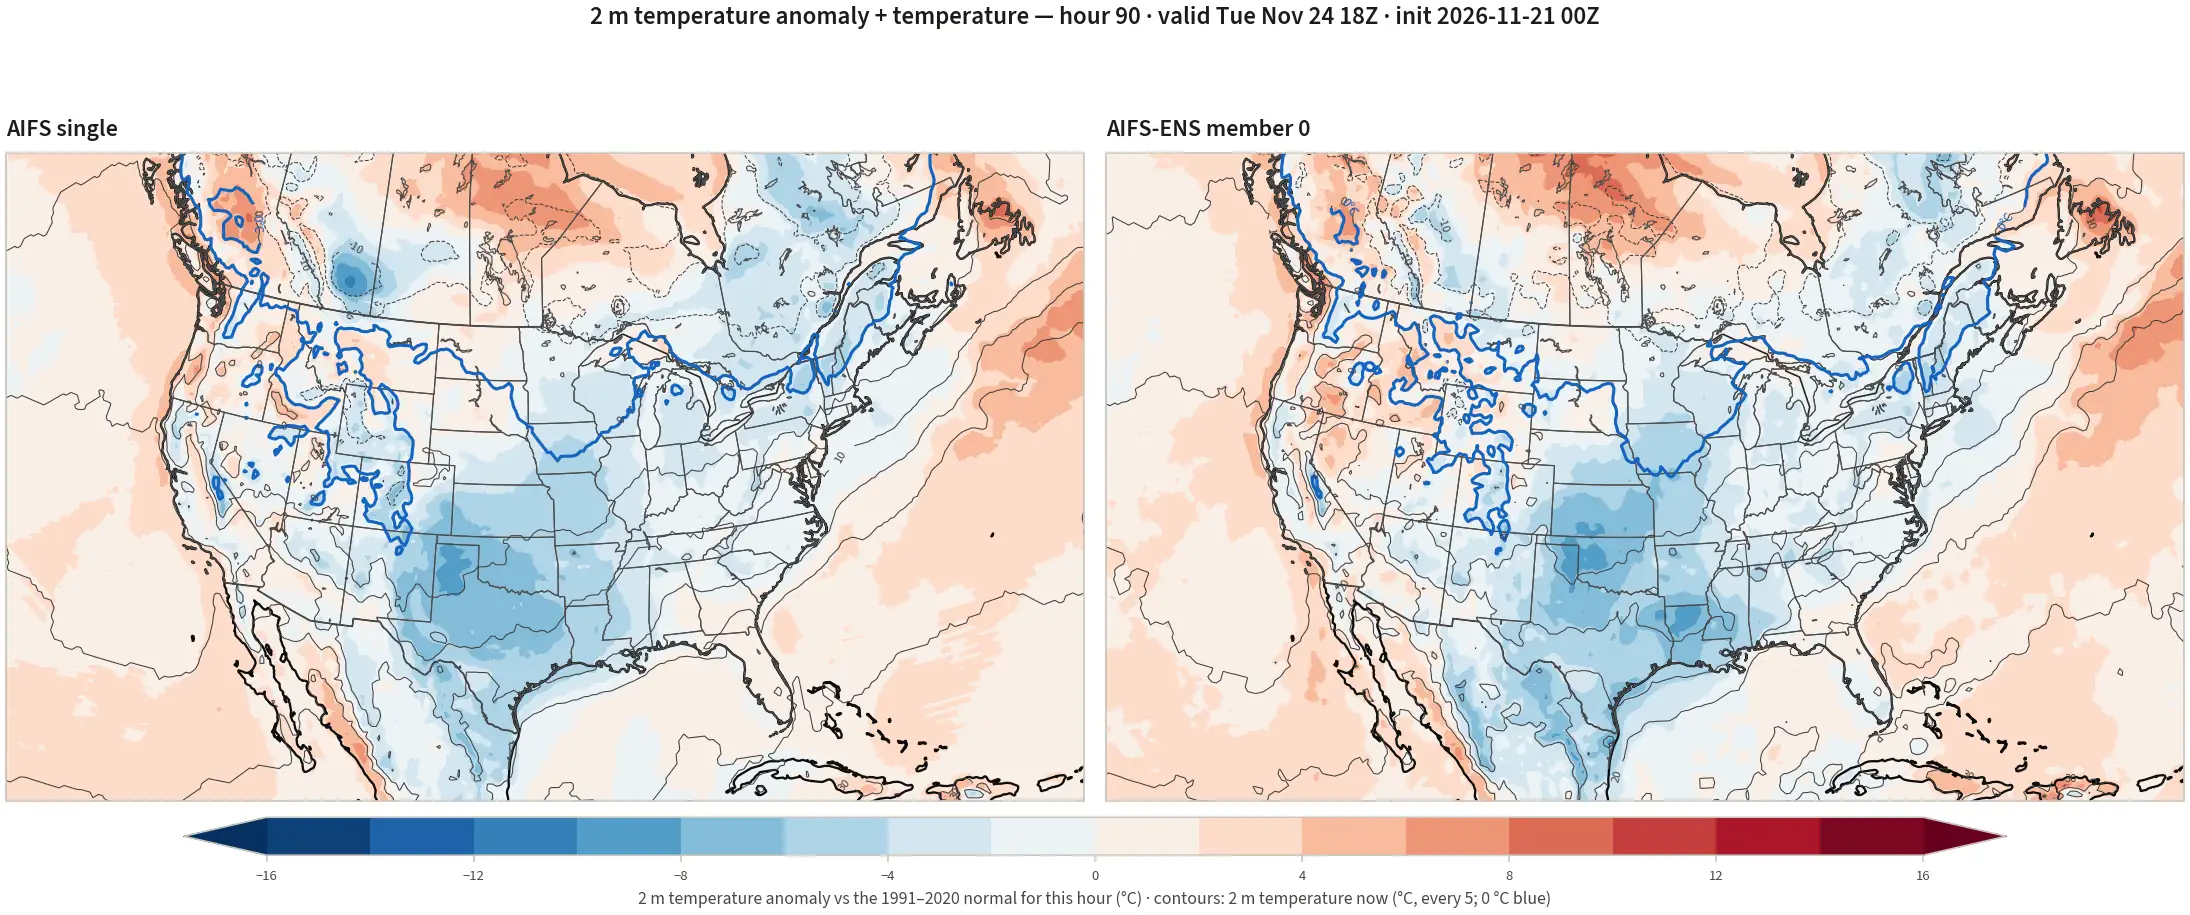 2 m temperature anomaly + temperature — hour 90 · valid Tue Nov 24 18Z · init 2026-11-21 00Z
AIFS single
AIFS-ENS member 0
−16 −12 −8 −4 0 4 8 12 16
2 m temperature anomaly vs the 1991–2020 normal for this hour (°C) · contours: 2 m temperature now (°C, every 5; 0 °C blue)